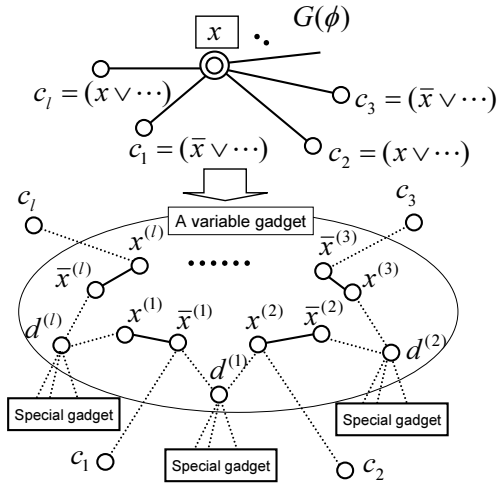 x G(ϕ)
c_l = (x ∨ ⋯)
c_3 = (x̄ ∨ ⋯)
c_1 = (x̄ ∨ ⋯)
c_2 = (x ∨ ⋯)
c_l
c_3
A variable gadget
x^(l) x̄^(3)
x̄^(l) x^(3)
x^(1) x̄^(1) x^(2) x̄^(2)
d^(l) d^(1) d^(2)
Special gadget
Special gadget
Special gadget
c_1 c_2